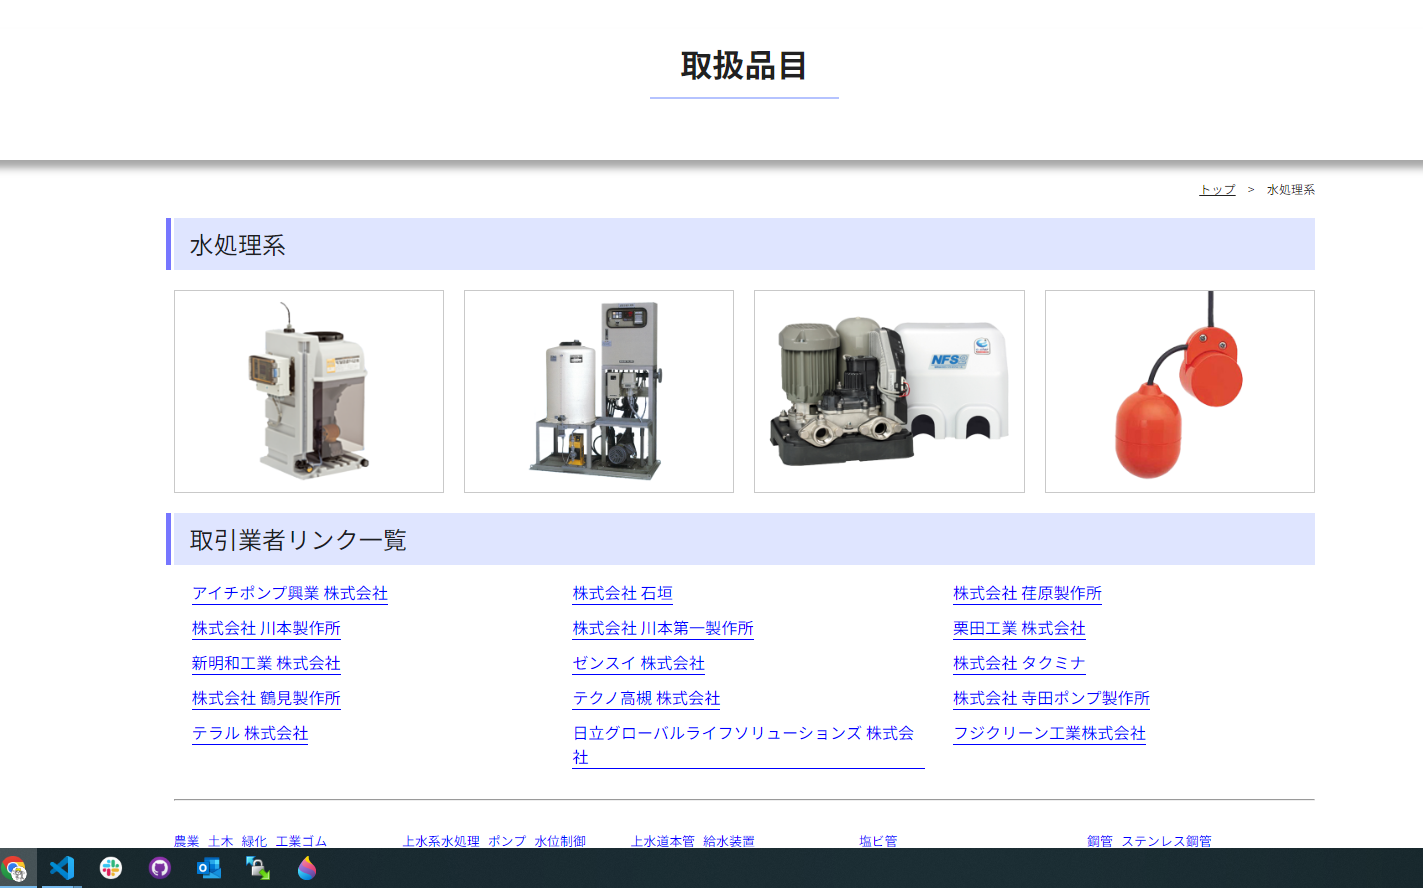 取扱品目
トップ > 水処理系
水処理系
NFS
取引業者リンク一覧
アイチポンプ興業 株式会社 株式会社 石垣 株式会社 荏原製作所
株式会社 川本製作所 株式会社 川本第一製作所 栗田工業 株式会社
新明和工業 株式会社 ゼンスイ 株式会社 株式会社 タクミナ
株式会社 鶴見製作所 テクノ高槻 株式会社 株式会社 寺田ポンプ製作所
テラル 株式会社 日立グローバルライフソリューションズ 株式会 フジクリーン工業株式会社
社
農業 土木 緑化 工業ゴム 上水系水処理 ポンプ 水位制御 上水道本管 給水装置 塩ビ管 鋼管 ステンレス鋼管